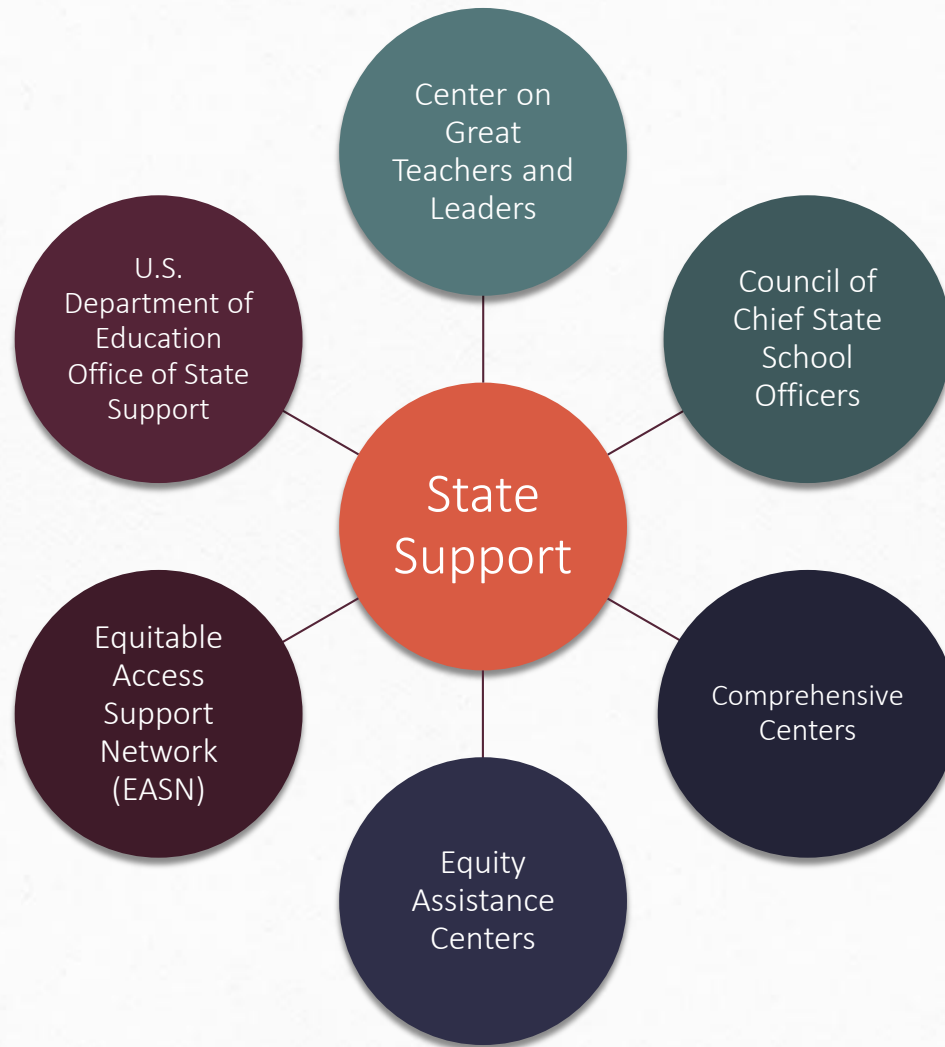 Center on
Great
Teachers and
Leaders
U.S.
Department of
Education
Office of State
Support
Council of
Chief State
School
Officers
State
Support
Equitable
Access
Support
Network
(EASN)
Comprehensive
Centers
Equity
Assistance
Centers